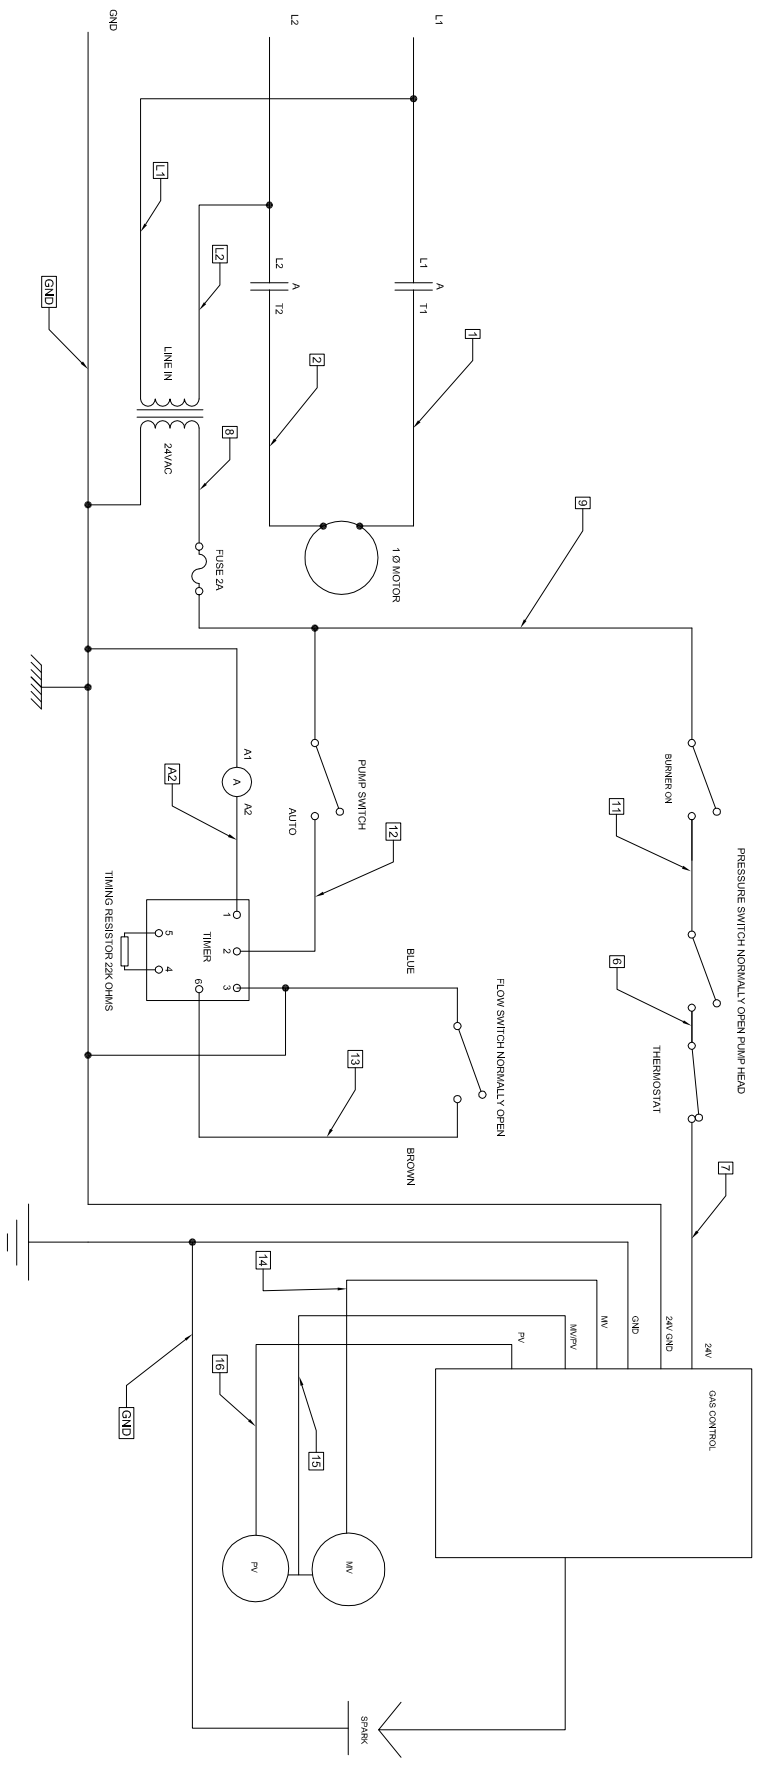 L1
L2
GND
L1
A
T1
1
L2
A
T2
2
L1
L2
GND
LINE IN
24VAC
8
FUSE 2A
1 Ø MOTOR
9
BURNER ON
11
PRESSURE SWITCH NORMALLY OPEN PUMP HEAD
6
THERMOSTAT
7
PUMP SWITCH
AUTO
12
A1
A
A2
A2
TIMER
1
2
3
5
4
6
TIMING RESISTOR 22K OHMS
BLUE
FLOW SWITCH NORMALLY OPEN
13
BROWN
24V
24V GND
GND
MV
MV/PV
PV
GAS CONTROL
14
15
16
GND
MV
PV
SPARK